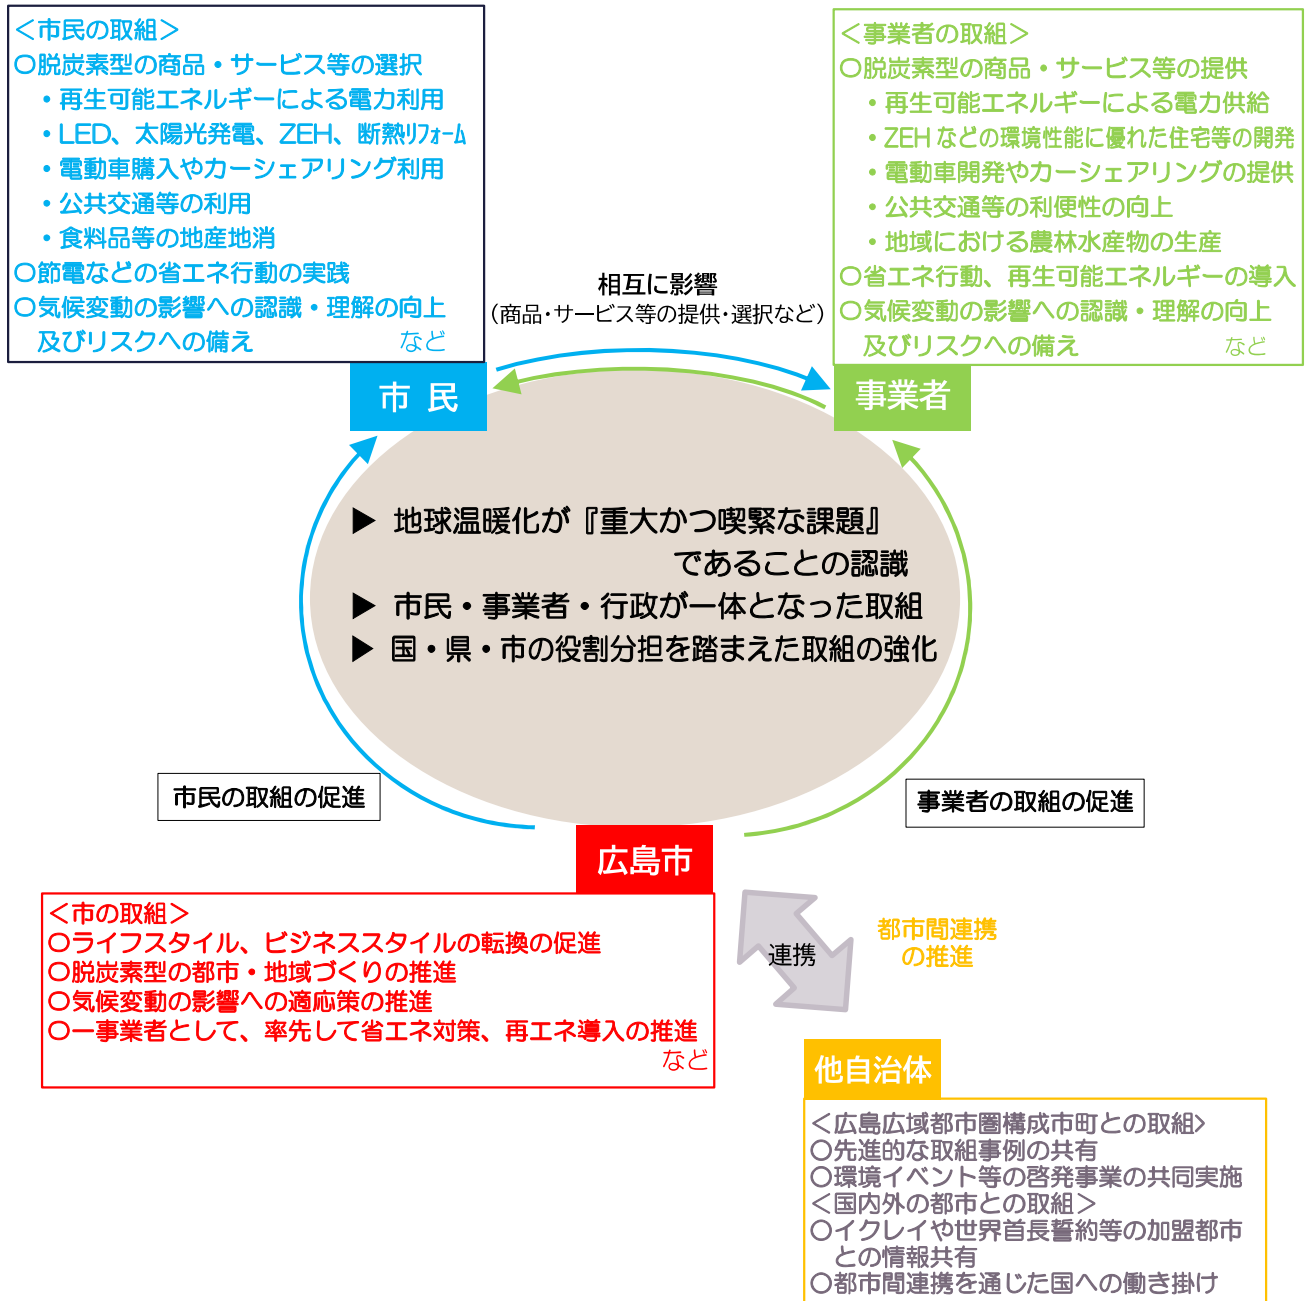 ＜市民の取組＞
〇脱炭素型の商品・サービス等の選択
・再生可能エネルギーによる電力利用
・LED、太陽光発電、ZEH、断熱ﾘﾌｫｰﾑ
・電動車購入やカーシェアリング利用
・公共交通等の利用
・食料品等の地産地消
〇節電などの省エネ行動の実践
〇気候変動の影響への認識・理解の向上
及びリスクへの備え　など
市 民
＜事業者の取組＞
〇脱炭素型の商品・サービス等の提供
・再生可能エネルギーによる電力供給
・ZEHなどの環境性能に優れた住宅等の開発
・電動車開発やカーシェアリングの提供
・公共交通等の利便性の向上
・地域における農林水産物の生産
〇省エネ行動、再生可能エネルギーの導入
〇気候変動の影響への認識・理解の向上
及びリスクへの備え　など
事業者
相互に影響
（商品･サービス等の提供･選択など）
▶ 地球温暖化が『重大かつ喫緊な課題』
であることの認識
▶ 市民・事業者・行政が一体となった取組
▶ 国・県・市の役割分担を踏まえた取組の強化
市民の取組の促進
事業者の取組の促進
広島市
＜市の取組＞
〇ライフスタイル、ビジネススタイルの転換の促進
〇脱炭素型の都市・地域づくりの推進
〇気候変動の影響への適応策の推進
〇一事業者として、率先して省エネ対策、再エネ導入の推進
など
連携
都市間連携
の推進
他自治体
＜広島広域都市圏構成市町との取組>
〇先進的な取組事例の共有
〇環境イベント等の啓発事業の共同実施
＜国内外の都市との取組＞
〇イクレイや世界首長誓約等の加盟都市
との情報共有
〇都市間連携を通じた国への働き掛け